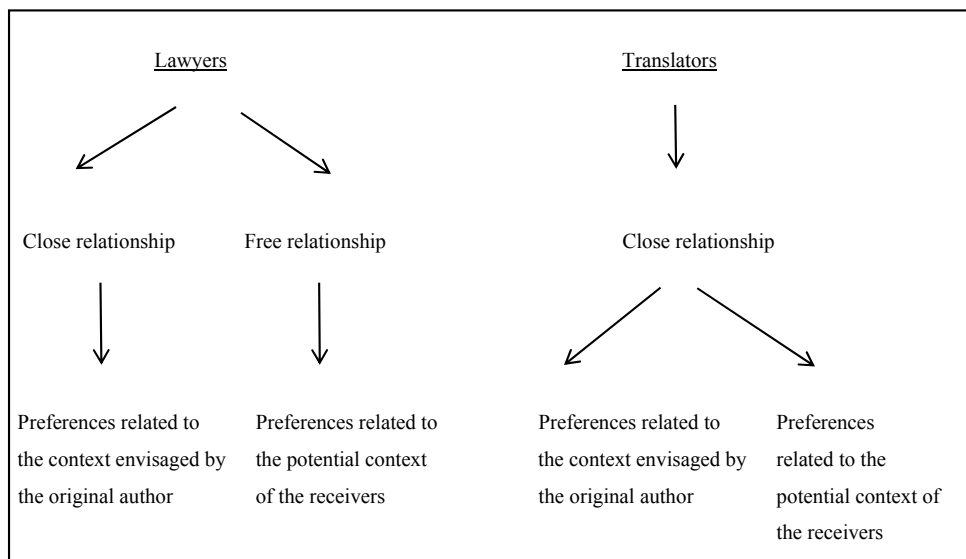 Lawyers
Translators
Close relationship
Free relationship
Close relationship
Preferences related to
the context envisaged by
the original author
Preferences related to
the potential context
of the receivers
Preferences related to
the context envisaged by
the original author
Preferences
related to the
potential context of
the receivers